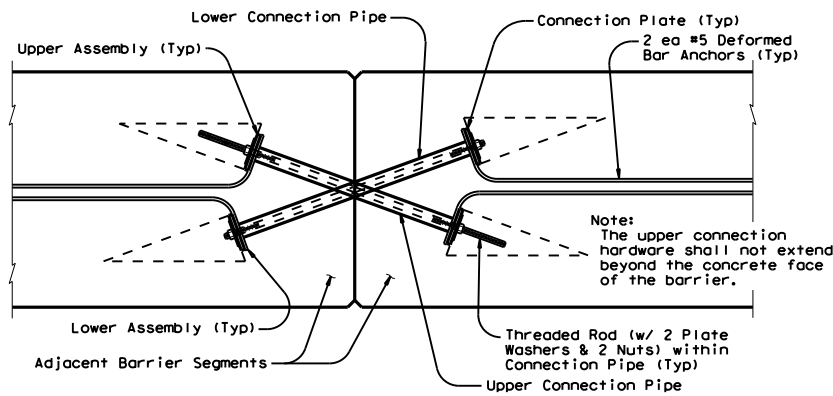 Lower Connection Pipe
Connection Plate (Typ)
Upper Assembly (Typ)
2 ea #5 Deformed
Bar Anchors (Typ)
Note:
The upper connection
hardware shall not extend
beyond the concrete face
of the barrier.
Lower Assembly (Typ)
Threaded Rod (w/ 2 Plate
Washers & 2 Nuts) within
Connection Pipe (Typ)
Adjacent Barrier Segments
Upper Connection Pipe